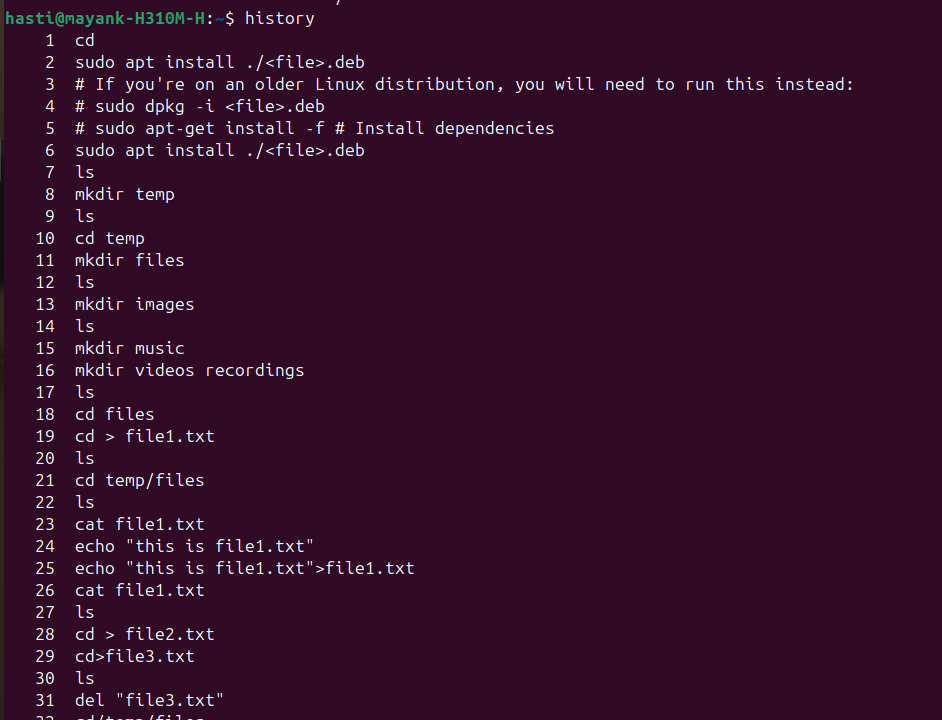 hasti@mayank-H310M-H:~$ history
1 cd
2 sudo apt install ./<file>.deb
3 # If you're on an older Linux distribution, you will need to run this instead:
4 # sudo dpkg -i <file>.deb
5 # sudo apt-get install -f # Install dependencies
6 sudo apt install ./<file>.deb
7 ls
8 mkdir temp
9 ls
10 cd temp
11 mkdir files
12 ls
13 mkdir images
14 ls
15 mkdir music
16 mkdir videos recordings
17 ls
18 cd files
19 cd > file1.txt
20 ls
21 cd temp/files
22 ls
23 cat file1.txt
24 echo "this is file1.txt"
25 echo "this is file1.txt">file1.txt
26 cat file1.txt
27 ls
28 cd > file2.txt
29 cd>file3.txt
30 ls
31 del "file3.txt"
32 cd/temp/files